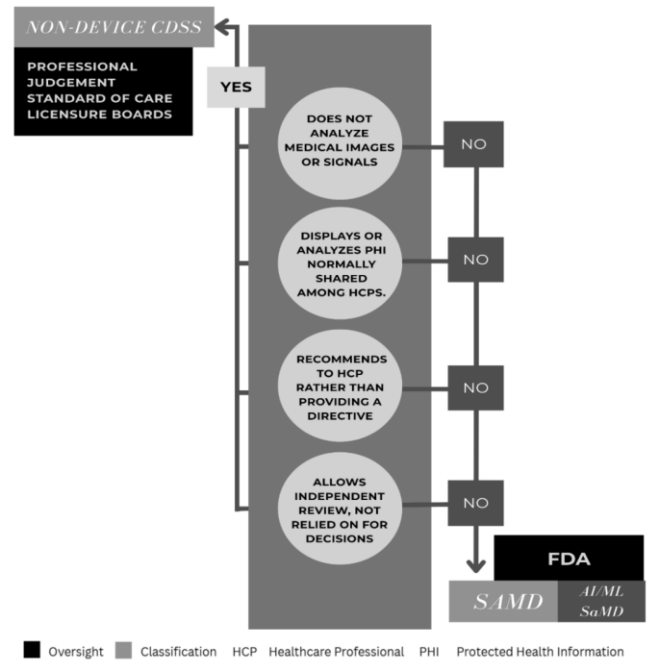 NON-DEVICE CDSS
PROFESSIONAL
JUDGEMENT
STANDARD OF CARE
LICENSURE BOARDS
YES
DOES NOT
ANALYZE
MEDICAL IMAGES
OR SIGNALS
NO
DISPLAYS OR
ANALYZES PHI
NORMALLY
SHARED
AMONG HCPS.
NO
RECOMMENDS
TO HCP
RATHER THAN
PROVIDING A
DIRECTIVE
NO
ALLOWS
INDEPENDENT
REVIEW, NOT
RELIED ON FOR
DECISIONS
NO
FDA
SAMD
AI/ML
SaMD
Oversight Classification HCP Healthcare Professional PHI Protected Health Information